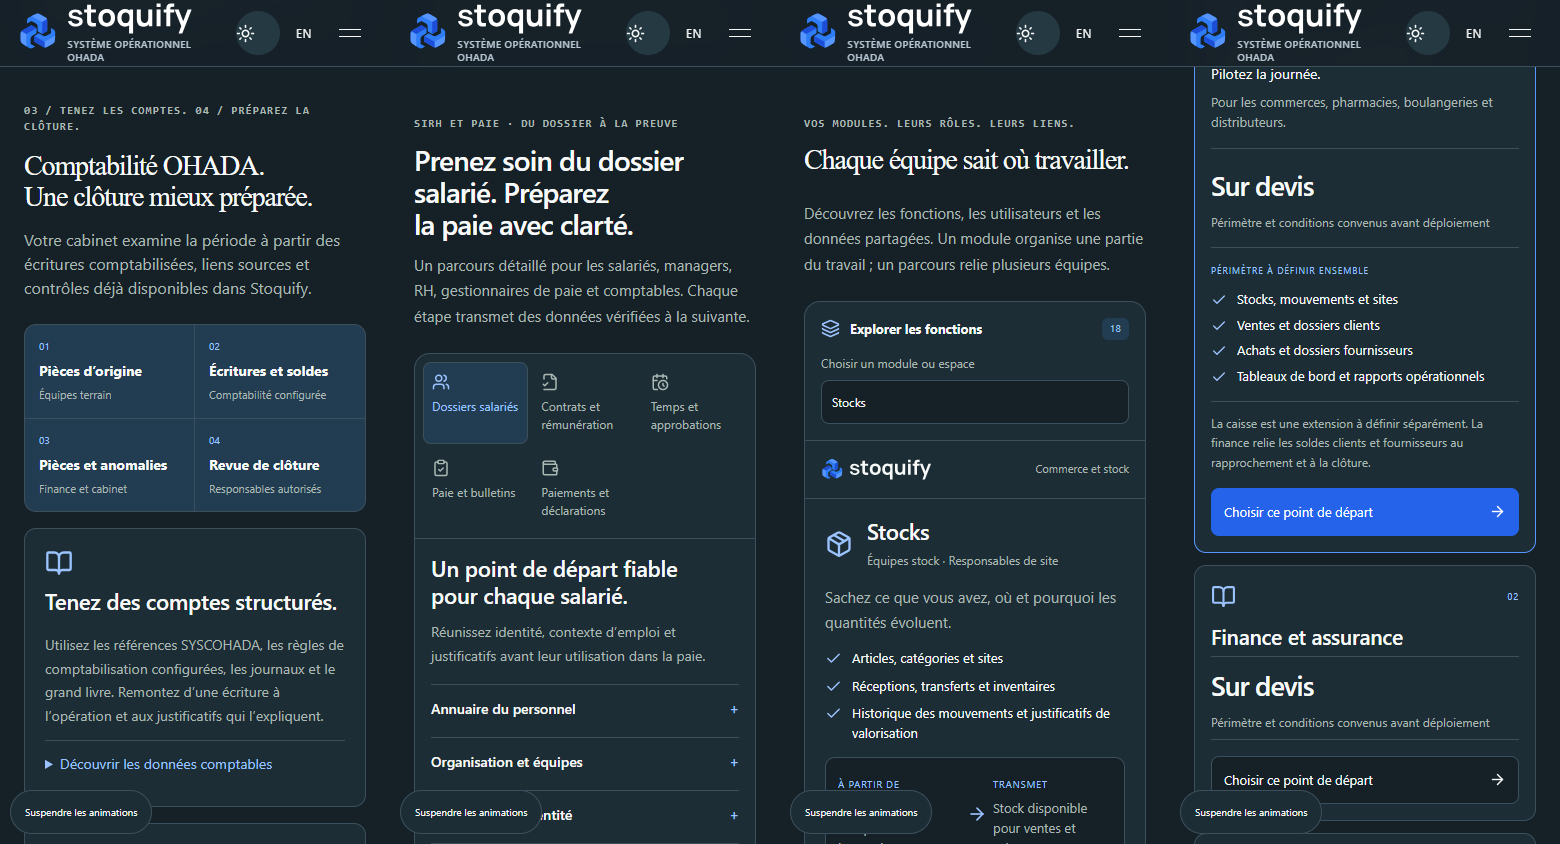 stoquify
SYSTÈME OPÉRATIONNEL
OHADA
EN
03 / TENEZ LES COMPTES. 04 / PRÉPAREZ LA
CLÔTURE.
Comptabilité OHADA.
Une clôture mieux préparée.
Votre cabinet examine la période à partir des
écritures comptabilisées, liens sources et
contrôles déjà disponibles dans Stoquify.
01
Pièces d’origine
Équipes terrain
02
Écritures et soldes
Comptabilité configurée
03
Pièces et anomalies
Finance et cabinet
04
Revue de clôture
Responsables autorisés
Tenez des comptes structurés.
Utilisez les références SYSCOHADA, les règles de
comptabilisation configurées, les journaux et le
grand livre. Remontez d’une écriture à
l’opération et aux justificatifs qui l’expliquent.
Découvrir les données comptables
Suspendre les animations
stoquify
SYSTÈME OPÉRATIONNEL
OHADA
EN
SIRH ET PAIE · DU DOSSIER À LA PREUVE
Prenez soin du dossier
salarié. Préparez
la paie avec clarté.
Un parcours détaillé pour les salariés, managers,
RH, gestionnaires de paie et comptables. Chaque
étape transmet des données vérifiées à la suivante.
Dossiers salariés
Contrats et
rémunération
Temps et
approbations
Paie et bulletins
Paiements et
déclarations
Un point de départ fiable
pour chaque salarié.
Réunissez identité, contexte d’emploi et
justificatifs avant leur utilisation dans la paie.
Annuaire du personnel +
Organisation et équipes +
entité +
Suspendre les animations
stoquify
SYSTÈME OPÉRATIONNEL
OHADA
EN
VOS MODULES. LEURS RÔLES. LEURS LIENS.
Chaque équipe sait où travailler.
Découvrez les fonctions, les utilisateurs et les
données partagées. Un module organise une partie
du travail ; un parcours relie plusieurs équipes.
Explorer les fonctions 18
Choisir un module ou espace
Stocks
stoquify Commerce et stock
Stocks
Équipes stock · Responsables de site
Sachez ce que vous avez, où et pourquoi les
quantités évoluent.
Articles, catégories et sites
Réceptions, transferts et inventaires
Historique des mouvements et justificatifs de
valorisation
À PARTIR DE
TRANSMET
Stock disponible
pour ventes et
Suspendre les animations
stoquify
SYSTÈME OPÉRATIONNEL
OHADA
EN
Pilotez la journée.
Pour les commerces, pharmacies, boulangeries et
distributeurs.
Sur devis
Périmètre et conditions convenus avant déploiement
PÉRIMÈTRE À DÉFINIR ENSEMBLE
Stocks, mouvements et sites
Ventes et dossiers clients
Achats et dossiers fournisseurs
Tableaux de bord et rapports opérationnels
La caisse est une extension à définir séparément. La
finance relie les soldes clients et fournisseurs au
rapprochement et à la clôture.
Choisir ce point de départ
02
Finance et assurance
Sur devis
Périmètre et conditions convenus avant déploiement
Choisir ce point de départ
Suspendre les animations